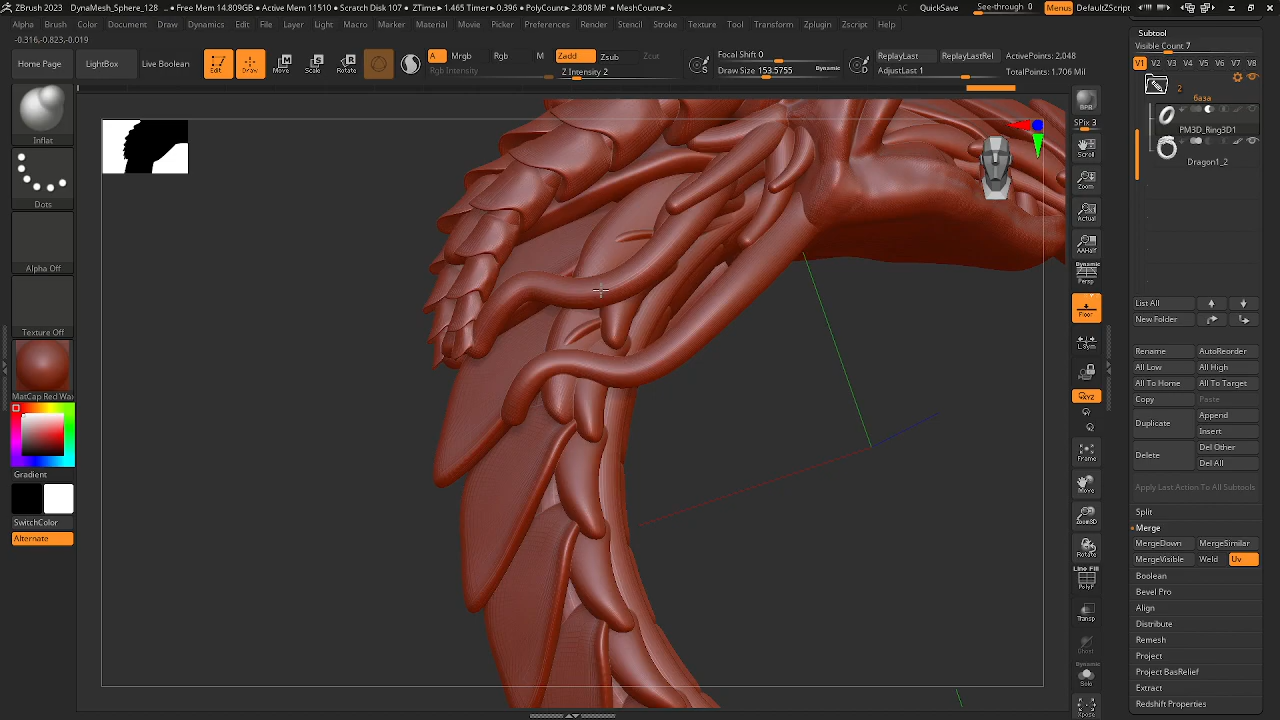 ZBrush 2023 DynaMesh_Sphere_128 .. • Free Mem 14.809GB • Active Mem 11510 • Scratch Disk 107 • ZTime▸1.465 Timer▸0.396 • PolyCount▸2.808 MP • MeshCount▸2 AC QuickSave See-through 0 Menus DefaultZScript
Alpha Brush Color Document Draw Dynamics Edit File Layer Light Macro Marker Material Movie Picker Preferences Render Stencil Stroke Texture Tool Transform Zplugin Zscript Help
-0.316,-0.823,-0.019
Home Page LightBox Live Boolean Edit Draw Move Scale Rotate A Mrgb Rgb M Zadd Zsub Zcut Focal Shift 0 ReplayLast ReplayLastRel ActivePoints: 2.048
Rgb Intensity Z Intensity 2 Draw Size 153.5755 Dynamic AdjustLast 1 TotalPoints: 1.706 Mil
Inflat
Dots
Alpha Off
Texture Off
MatCap Red Wax
Gradient
SwitchColor
Alternate
BPR
SPix 3
Scroll
Zoom
Actual
AAHalf
Dynamic
Persp
Floor
L.Sym
XYZ
Frame
Move
Zoom3D
Rotate
Line Fill
PolyF
Transp
Ghost
Dynamic
Solo
Xpose
Subtool
Visible Count 7
V1 V2 V3 V4 V5 V6 V7 V8
2
база
PM3D_Ring3D1
Dragon1_2
List All
New Folder
Rename AutoReorder
All Low All High
All To Home All To Target
Copy Paste
Duplicate Append
Insert
Delete Del Other
Del All
Apply Last Action To All Subtools
Split
Merge
MergeDown MergeSimilar
MergeVisible Weld Uv
Boolean
Bevel Pro
Align
Distribute
Remesh
Project
Project BasRelief
Extract
Redshift Properties